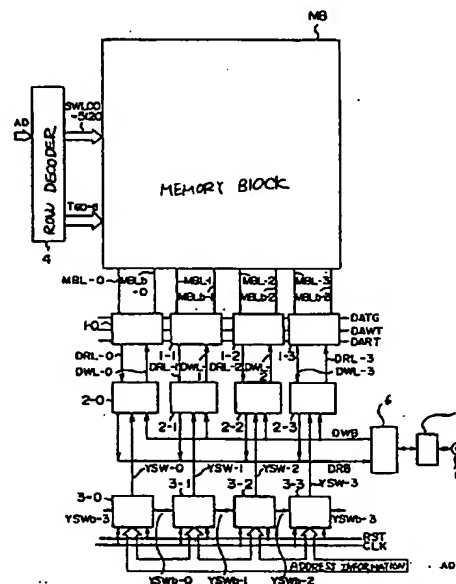 MB
AD
SWLCO
-5120
ROW DECODER
MEMORY BLOCK
TGO-8
4
MBL-0
MBLb
-0
MBL-1
MBLb-1
MBL-2
MBLb-2
MBL-3
MBLb-3
1-0
DATG
DAWT
DART
1-1
1-2
1-3
DRL-0
DWL-0
DRL-1
DWL-
1
DRL-2
DWL-
2
DRL-3
DWL-3
2-0
2-1
2-2
2-3
6
DWB
DRB
YSW-0
YSW-1
YSW-2
YSW-3
3-0
3-1
3-2
3-3
YSWb-3
YSWb-3
RST
CLK
ADDRESS INFORMATION
AD
YSWb-0
YSWb-1
YSWb-2